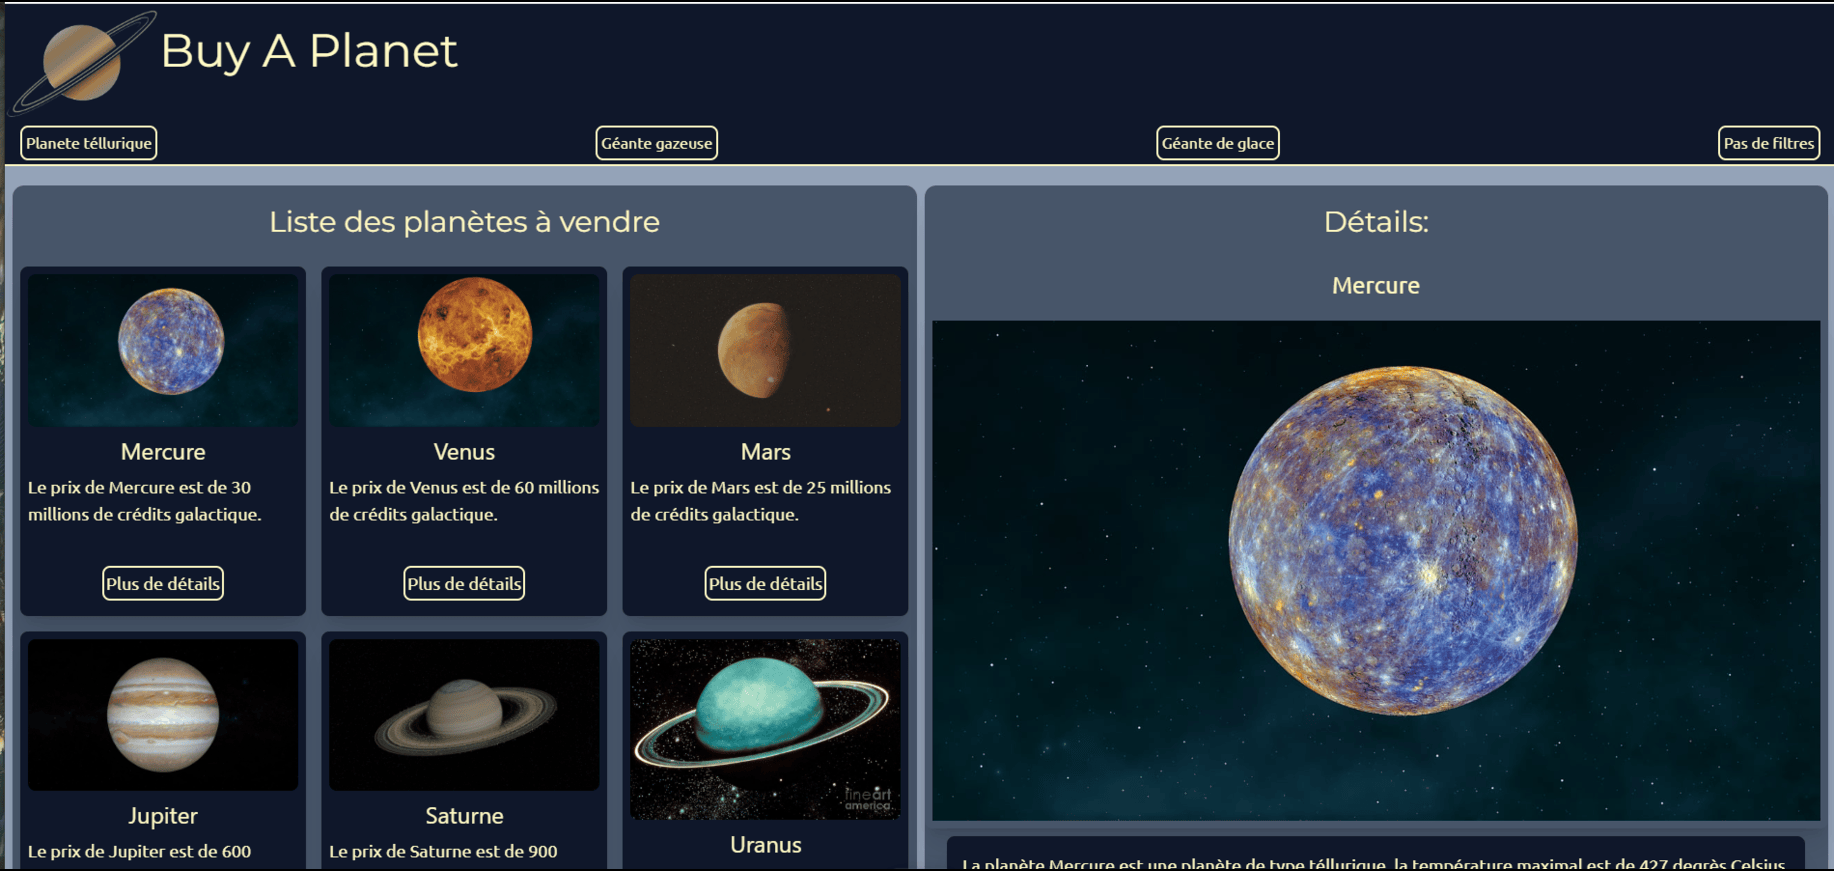 Buy A Planet
Planete téllurique
Géante gazeuse
Géante de glace
Pas de filtres
Liste des planètes à vendre
Mercure
Le prix de Mercure est de 30
millions de crédits galactique.
Plus de détails
Venus
Le prix de Venus est de 60 millions
de crédits galactique.
Plus de détails
Mars
Le prix de Mars est de 25 millions
de crédits galactique.
Plus de détails
Jupiter
Le prix de Jupiter est de 600
Saturne
Le prix de Saturne est de 900
fineart
america
Uranus
Détails:
Mercure
La planète Mercure est une planète de type téllurique, la température maximal est de 427 degrès Celsius